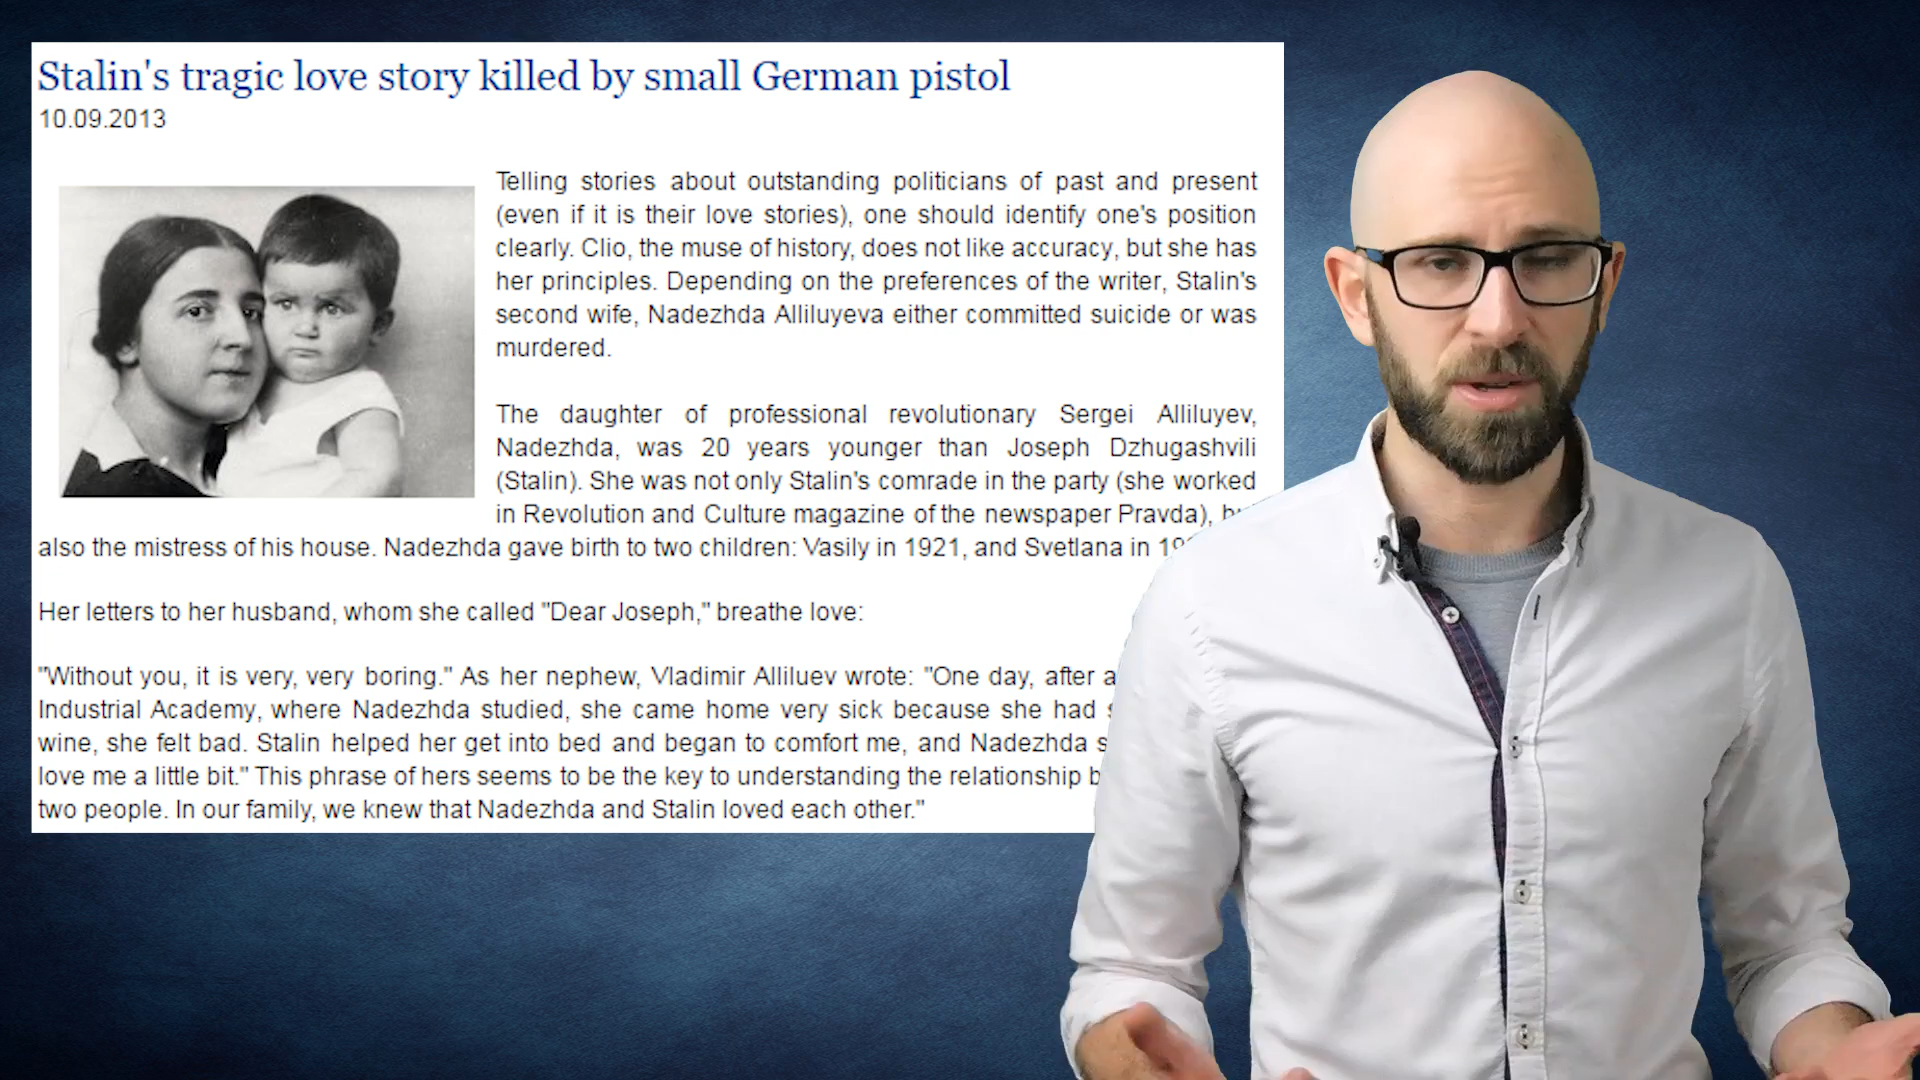 Stalin's tragic love story killed by small German pistol
10.09.2013
Telling stories about outstanding politicians of past and present
(even if it is their love stories), one should identify one's position
clearly. Clio, the muse of history, does not like accuracy, but she has
her principles. Depending on the preferences of the writer, Stalin's
second wife, Nadezhda Alliluyeva either committed suicide or was
murdered.
The daughter of professional revolutionary Sergei Alliluyev,
Nadezhda, was 20 years younger than Joseph Dzhugashvili
(Stalin). She was not only Stalin's comrade in the party (she worked
in Revolution and Culture magazine of the newspaper Pravda),
also the mistress of his house. Nadezhda gave birth to two children: Vasily in 1921, and Svetlana in
Her letters to her husband, whom she called "Dear Joseph," breathe love:
"Without you, it is very, very boring." As her nephew, Vladimir Alliluev wrote: "One day, after a
Industrial Academy, where Nadezhda studied, she came home very sick because she had
wine, she felt bad. Stalin helped her get into bed and began to comfort me, and Nadezhda
love me a little bit." This phrase of hers seems to be the key to understanding the relationship
two people. In our family, we knew that Nadezhda and Stalin loved each other."